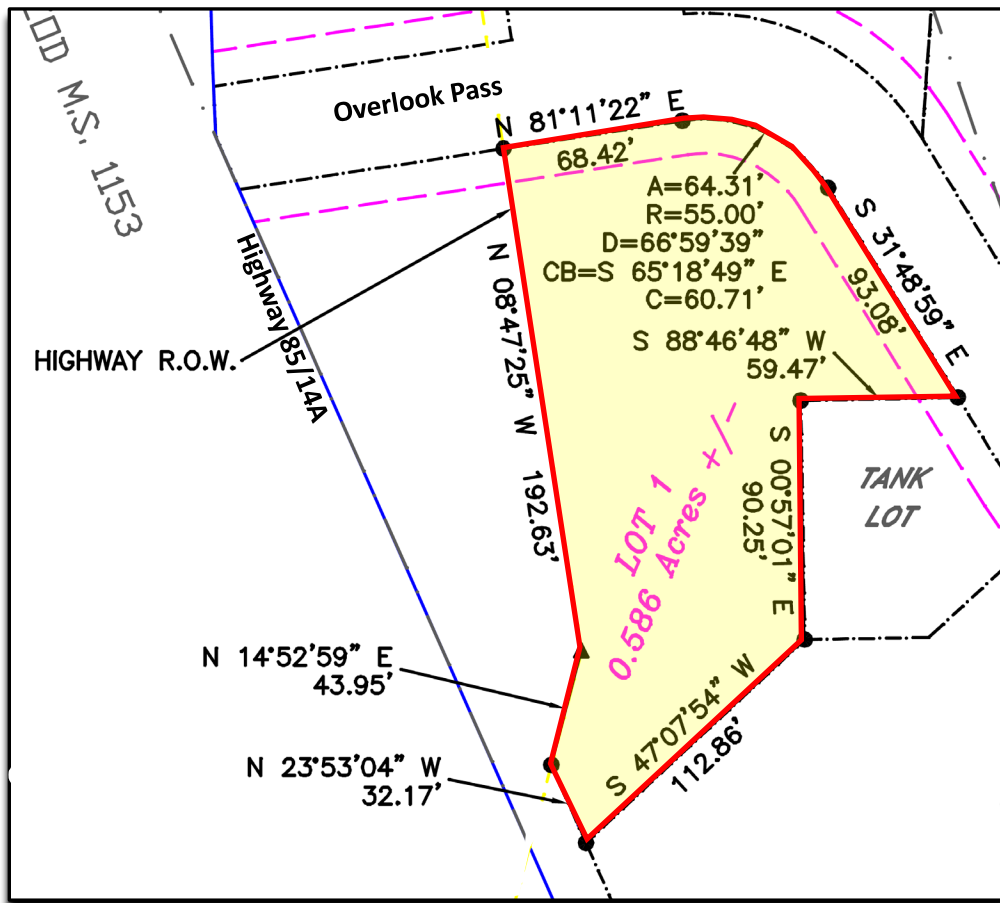 LOD M.S. 1153
Overlook Pass
N 81°11'22" E
68.42'
A=64.31'
R=55.00'
D=66°59'39"
CB=S 65°18'49" E
C=60.71'
S 31°48'59" E
93.08'
S 88°46'48" W
59.47'
HIGHWAY R.O.W.
Highway 85/14A
N 08°47'25" W 192.63'
S 00°57'01" E
90.25'
TANK
LOT
LOT 1
0.586 Acres +/-
N 14°52'59" E
43.95'
N 23°53'04" W
32.17'
S 47°07'54" W
112.86'